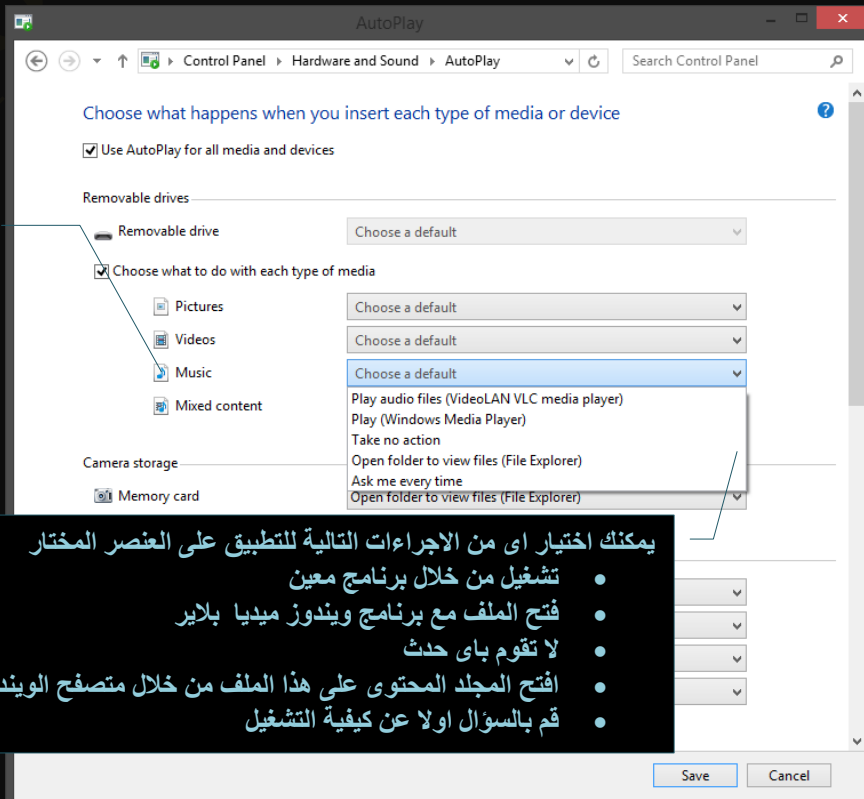 AutoPlay
Control Panel Hardware and Sound AutoPlay Search Control Panel
Choose what happens when you insert each type of media or device
Use AutoPlay for all media and devices
Removable drives
Removable drive Choose a default
Choose what to do with each type of media
Pictures Choose a default
Videos Choose a default
Music Choose a default
Play audio files (VideoLAN VLC media player)
Play (Windows Media Player)
Mixed content
Take no action
Open folder to view files (File Explorer)
Ask me every time
Camera storage
Memory card Open folder to view files (File Explorer)
يمكنك اختيار اى من الاجراءات التالية للتطبيق على العنصر المختار
• تشغيل من خلال برنامج معين
• فتح الملف مع برنامج ويندوز ميديا بلاير
• لا تقوم باى حدث
• افتح المجلد المحتوى على هذا الملف من خلال متصفح
• قم بالسؤال اولا عن كيفية التشغيل
Save Cancel